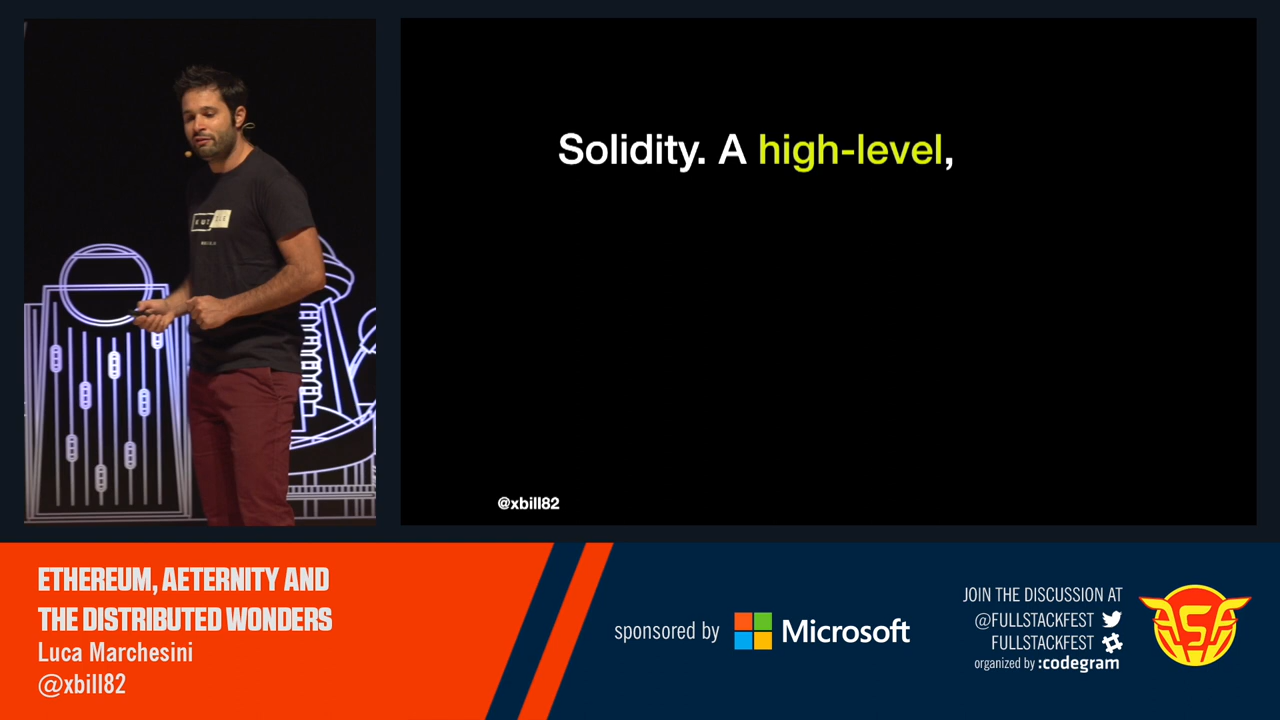 Solidity. A high-level,
@xbill82
ETHEREUM, AETERNITY AND
THE DISTRIBUTED WONDERS
Luca Marchesini
@xbill82
sponsored by Microsoft
JOIN THE DISCUSSION AT
@FULLSTACKFEST
FULLSTACKFEST
organized by :codegram
FSF